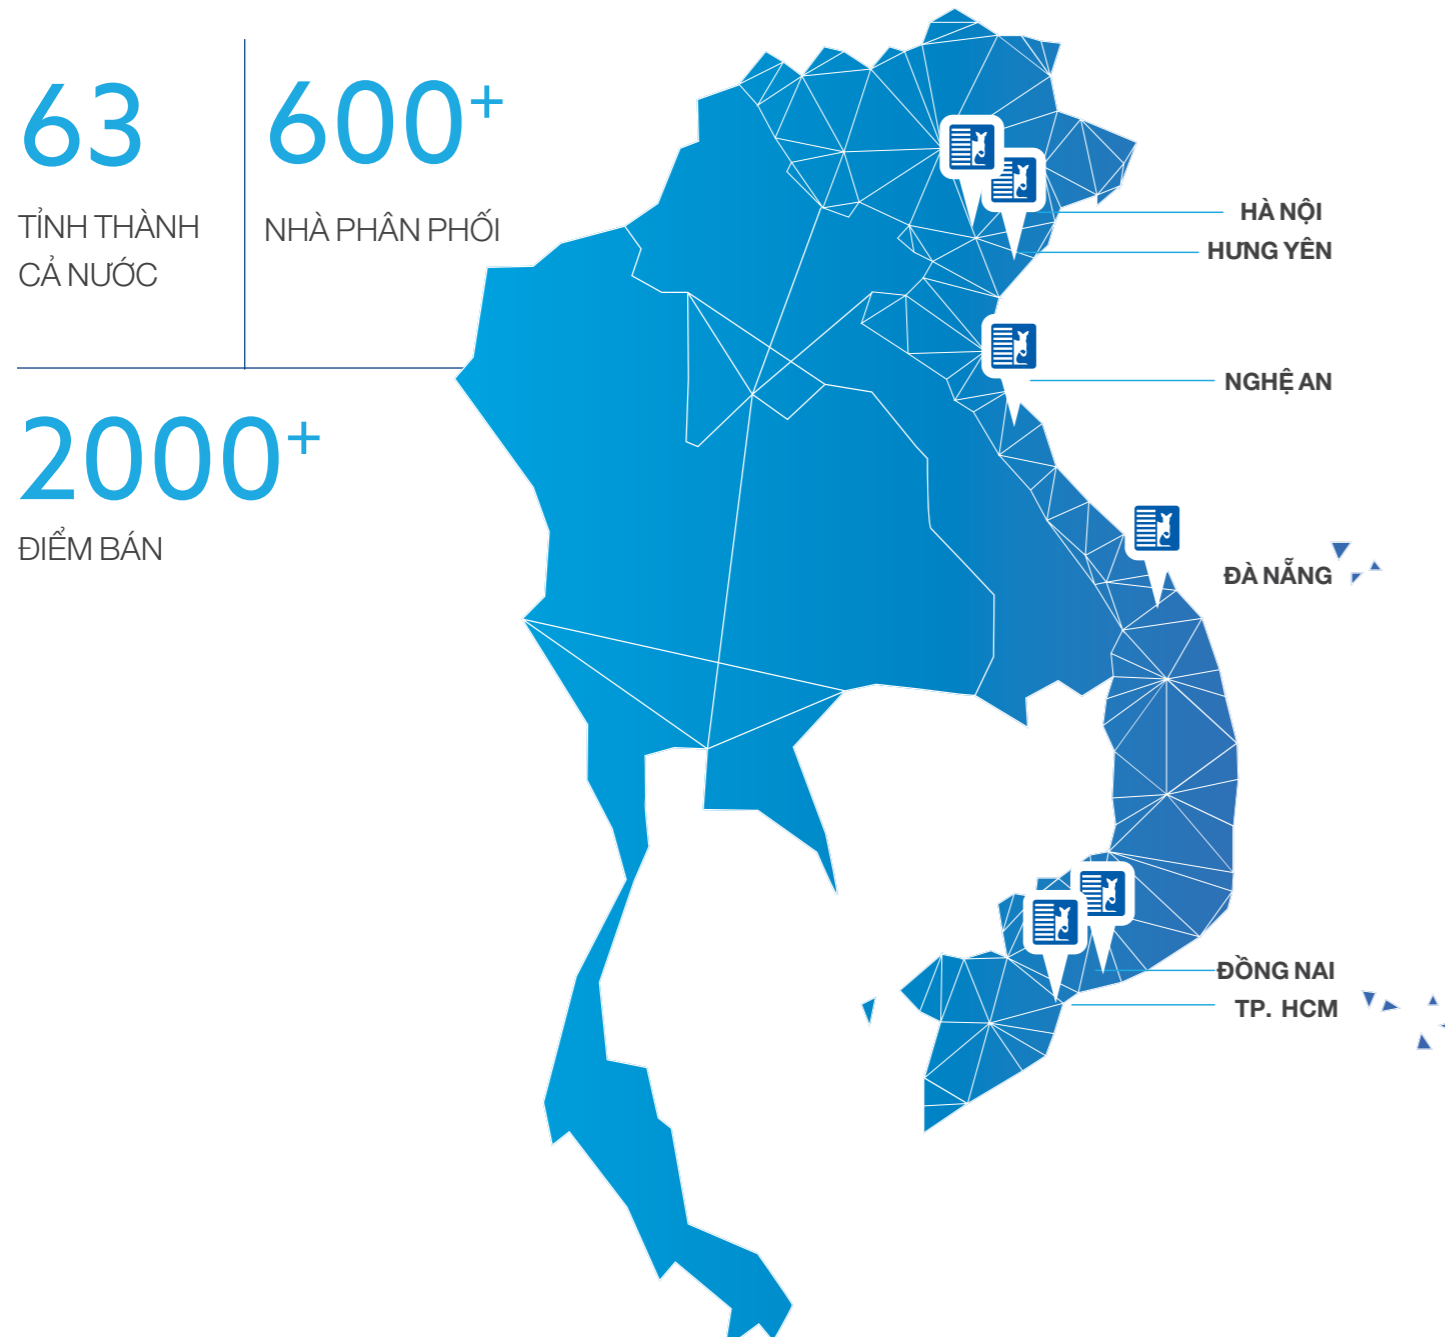 63
TỈNH THÀNH
CẢ NƯỚC
600+
NHÀ PHÂN PHỐI
2000+
ĐIỂM BÁN
HÀ NỘI
HƯNG YÊN
NGHỆ AN
ĐÀ NẴNG
ĐỒNG NAI
TP. HCM